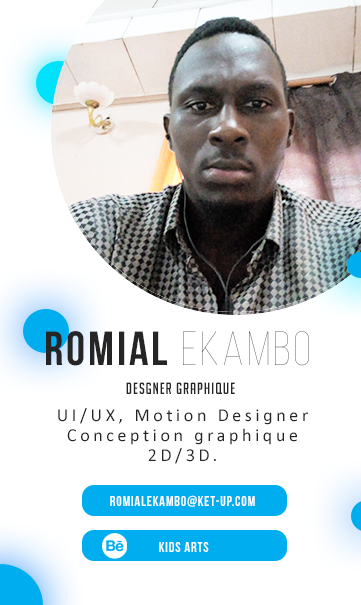 ROMIAL EKAMBO
DESGNER GRAPHIQUE
UI/UX, Motion Designer
Conception graphique
2D/3D.
ROMIALEKAMBO@KET-UP.COM
Bē KIDS ARTS